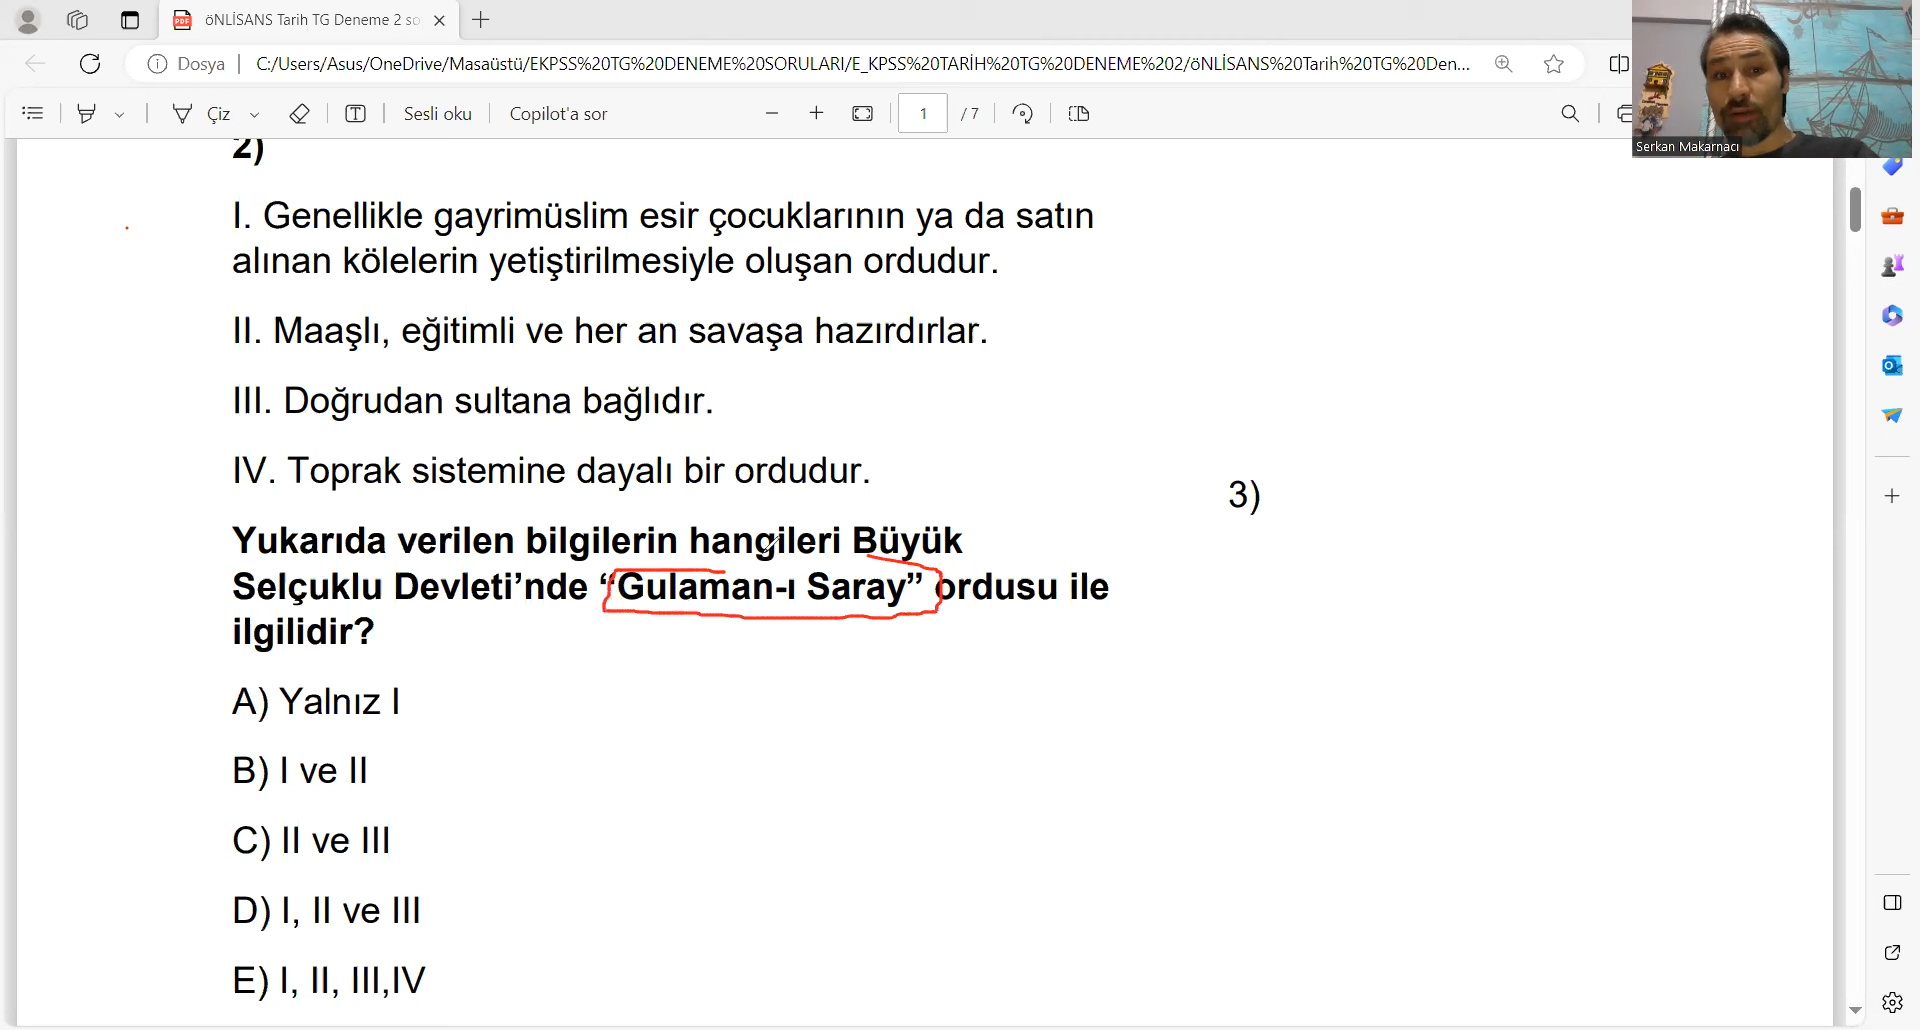 öNLİSANS Tarih TG Deneme 2 so
Dosya
C:/Users/Asus/OneDrive/Masaüstü/EKPSS%20TG%20DENEME%20SORULARI/E_KPSS%20TARİH%20TG%20DENEME%202/öNLİSANS%20Tarih%20TG%20Den...
Çiz
Sesli oku
Copilot'a sor
1 / 7
Serkan Makarnacı
2)
I. Genellikle gayrimüslim esir çocuklarının ya da satın
alınan kölelerin yetiştirilmesiyle oluşan ordudur.
II. Maaşlı, eğitimli ve her an savaşa hazırdırlar.
III. Doğrudan sultana bağlıdır.
IV. Toprak sistemine dayalı bir ordudur.
Yukarıda verilen bilgilerin hangileri Büyük
Selçuklu Devleti’nde “Gulaman-ı Saray” ordusu ile
ilgilidir?
A) Yalnız I
B) I ve II
C) II ve III
D) I, II ve III
E) I, II, III,IV
3)